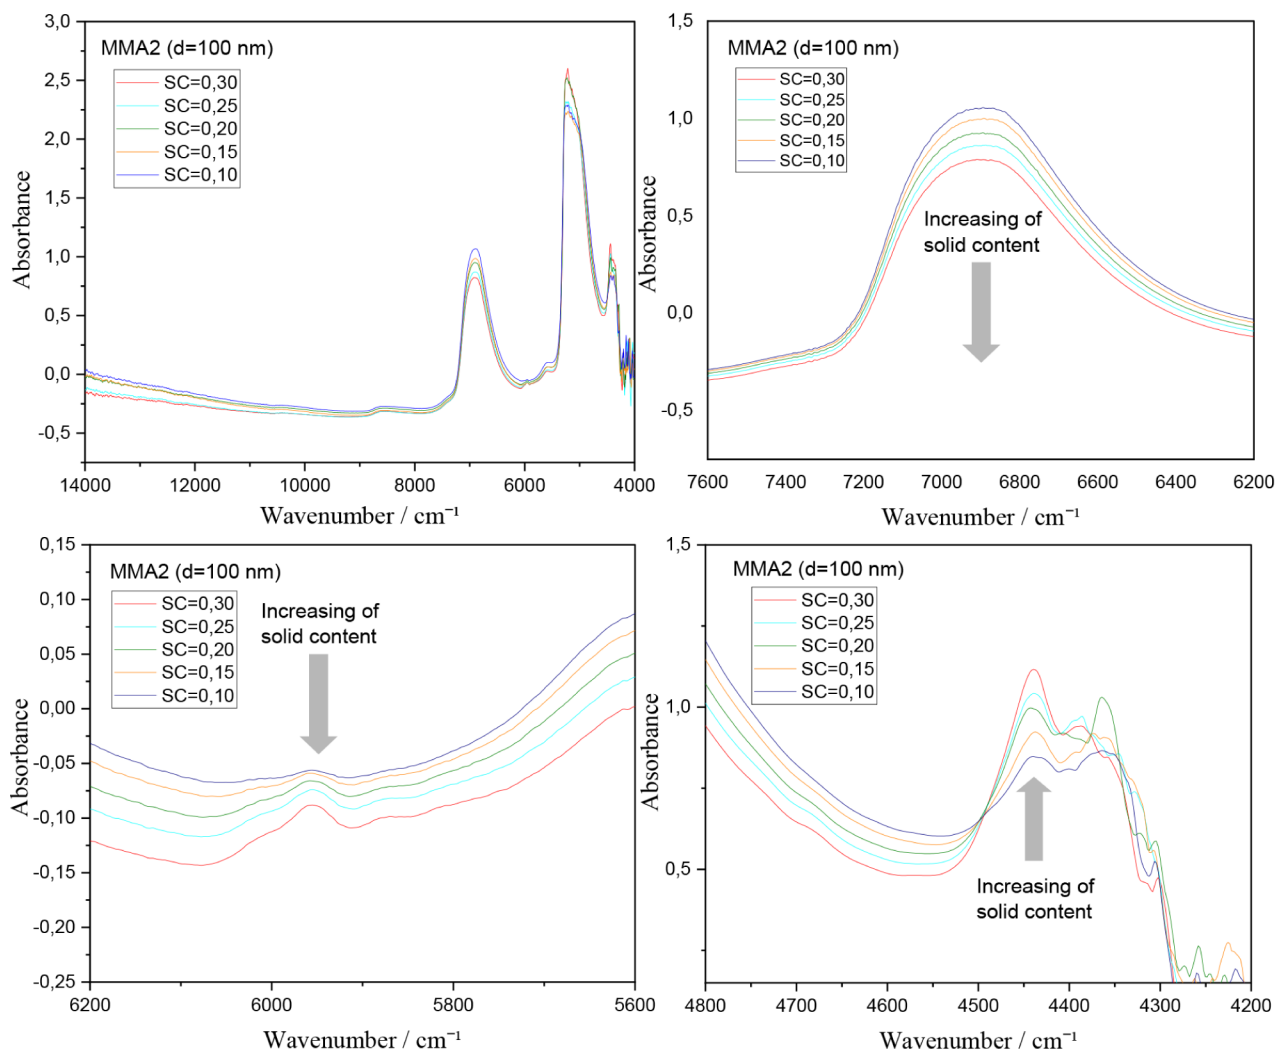 3,0
2,5
2,0
1,5
1,0
0,5
0,0
-0,5
Absorbance
MMA2 (d=100 nm)
SC=0,30
SC=0,25
SC=0,20
SC=0,15
SC=0,10
14000 12000 10000 8000 6000 4000
Wavenumber / cm⁻¹
1,5
1,0
0,5
0,0
-0,5
Absorbance
MMA2 (d=100 nm)
SC=0,30
SC=0,25
SC=0,20
SC=0,15
SC=0,10
Increasing of
solid content
7600 7400 7200 7000 6800 6600 6400 6200
Wavenumber / cm⁻¹
0,15
0,10
0,05
0,00
-0,05
-0,10
-0,15
-0,20
-0,25
Absorbance
MMA2 (d=100 nm)
SC=0,30
SC=0,25
SC=0,20
SC=0,15
SC=0,10
Increasing of
solid content
6200 6000 5800 5600
Wavenumber / cm⁻¹
1,5
1,0
0,5
Absorbance
MMA2 (d=100 nm)
SC=0,30
SC=0,25
SC=0,20
SC=0,15
SC=0,10
Increasing of
solid content
4800 4700 4600 4500 4400 4300 4200
Wavenumber / cm⁻¹